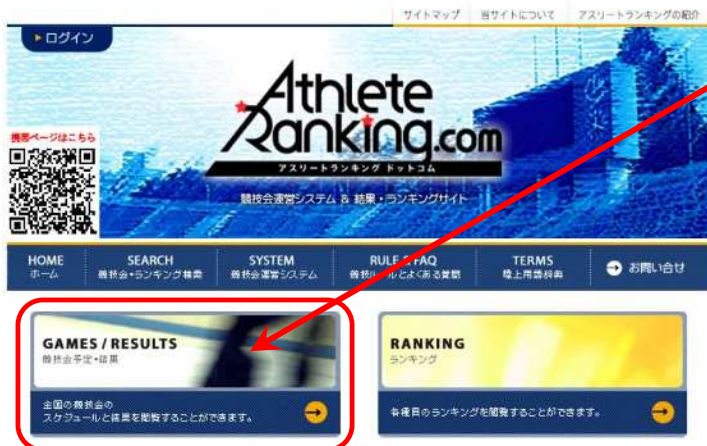 サイトマップ 当サイトについて アスリートランキングの紹介
ログイン
Athlete
Ranking.com
アスリートランキング ドットコム
携帯ページはこちら
競技会運営システム & 結果・ランキングサイト
HOME SEARCH SYSTEM RULE & FAQ TERMS
ホーム 競技会・ランキング検索 競技会運営システム 競技ルールとよくある質問 陸上用語辞典 お問い合せ
GAMES / RESULTS
競技会予定・結果
全国の競技会の
スケジュールと結果を閲覧することができます。
RANKING
ランキング
各種目のランキングを閲覧することができます。